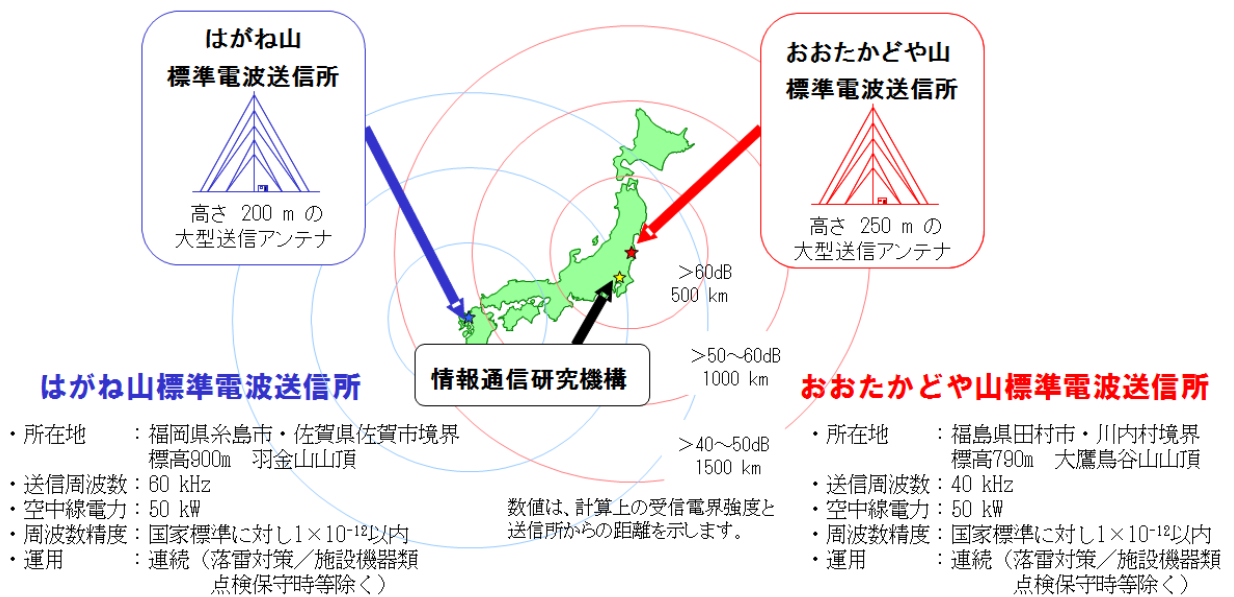 はがね山
標準電波送信所
高さ 200 m の
大型送信アンテナ
おおたかどや山
標準電波送信所
高さ 250 m の
大型送信アンテナ
>60dB
500 km
>50～60dB
1000 km
>40～50dB
1500 km
情報通信研究機構
数値は、計算上の受信電界強度と
送信所からの距離を示します。
はがね山標準電波送信所
・所在地　　：福岡県糸島市・佐賀県佐賀市境界
標高900m　羽金山山頂
・送信周波数：60 kHz
・空中線電力：50 kW
・周波数精度：国家標準に対し1×10⁻¹²以内
・運用　　　：連続（落雷対策／施設機器類
点検保守時等除く）
おおたかどや山標準電波送信所
・所在地　　：福島県田村市・川内村境界
標高790m　大鷹鳥谷山山頂
・送信周波数：40 kHz
・空中線電力：50 kW
・周波数精度：国家標準に対し1×10⁻¹²以内
・運用　　　：連続（落雷対策／施設機器類
点検保守時等除く）